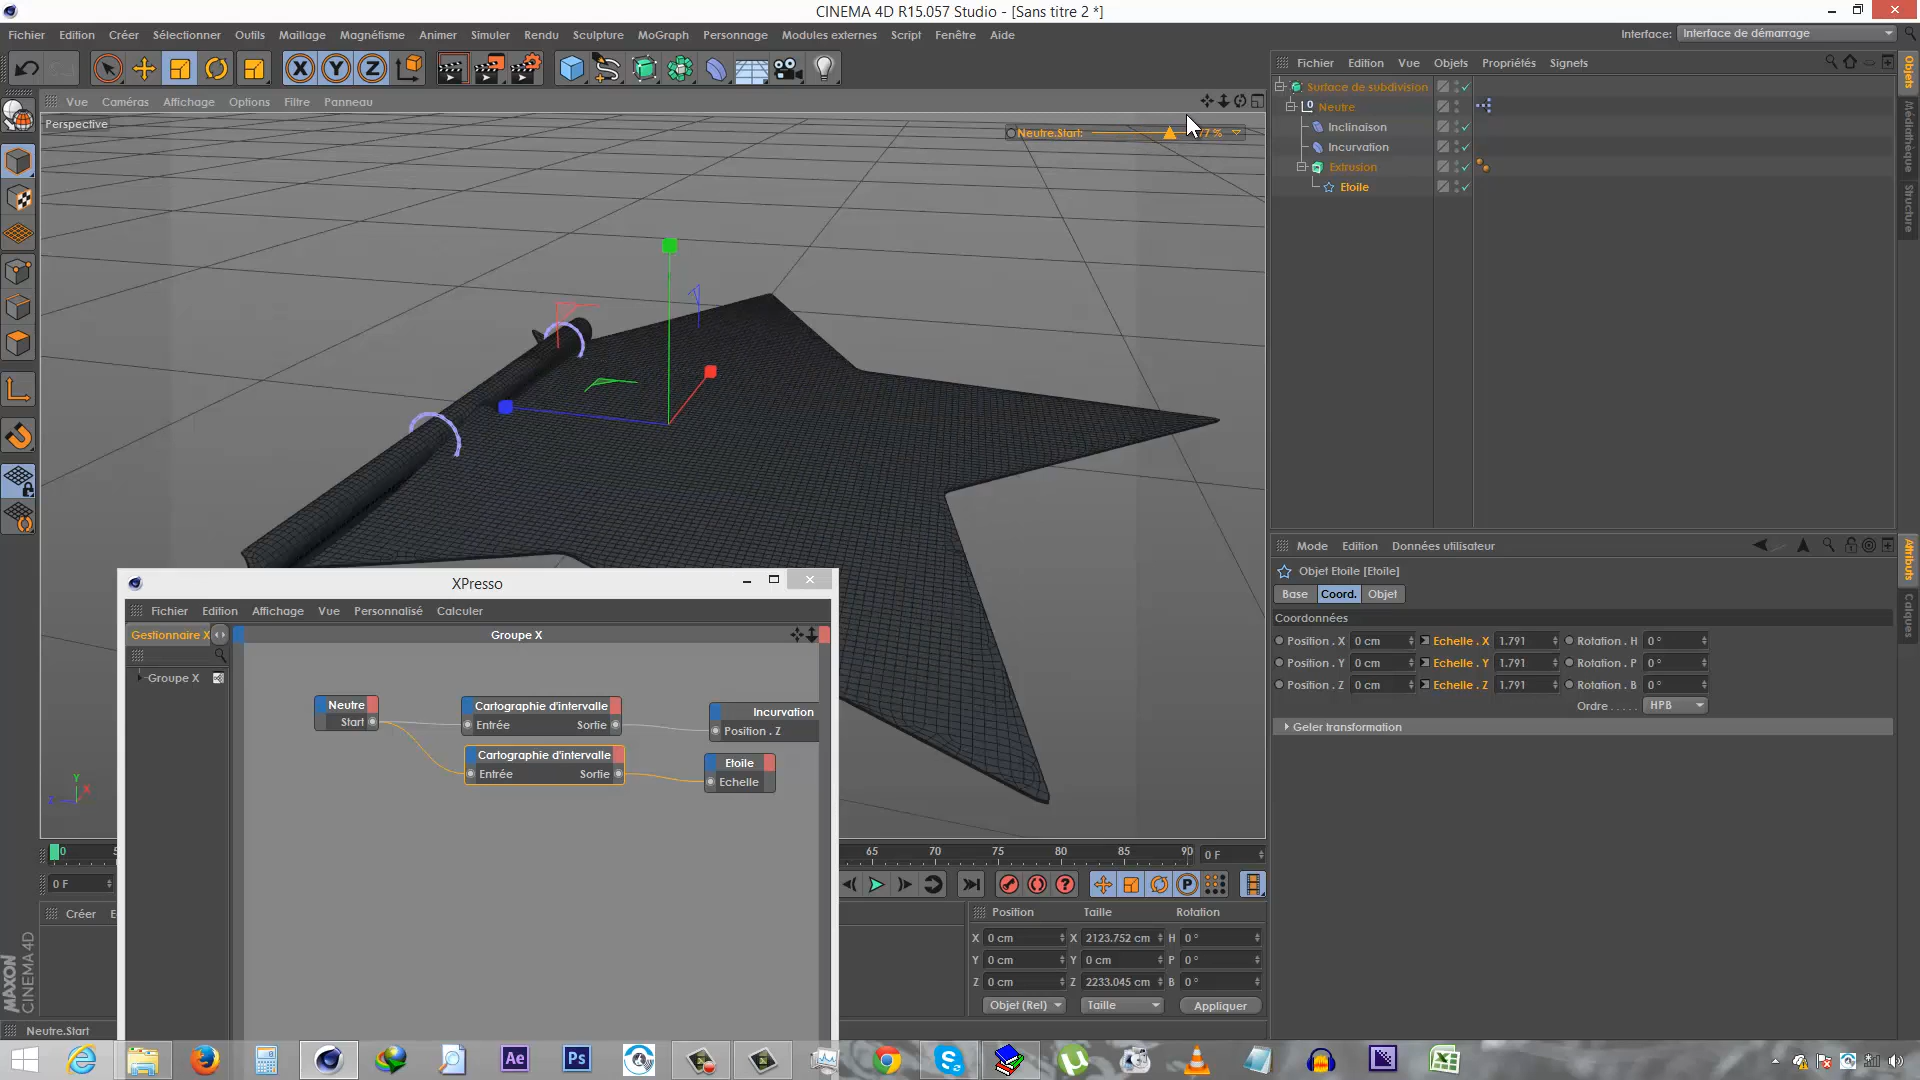 CINEMA 4D R15.057 Studio - [Sans titre 2 *]
Fichier Edition Créer Sélectionner Outils Maillage Magnétisme Animer Simuler Rendu Sculpture MoGraph Personnage Modules externes Script Fenêtre Aide
Interface: Interface de démarrage
Fichier Edition Vue Objets Propriétés Signets
Objets
Médiathèque
Structure
Surface de subdivision
Neutre
Inclinaison
Incurvation
Extrusion
Etoile
Vue Caméras Affichage Options Filtre Panneau
Perspective
Neutre.Start: 77 %
Mode Edition Données utilisateur
Attributs
Calques
Objet Etoile [Etoile]
Base Coord. Objet
Coordonnées
Position . X 0 cm Echelle . X 1.791 Rotation . H 0 °
Position . Y 0 cm Echelle . Y 1.791 Rotation . P 0 °
Position . Z 0 cm Echelle . Z 1.791 Rotation . B 0 °
Ordre . . . . . HPB
Geler transformation
XPresso
Fichier Edition Affichage Vue Personnalisé Calculer
Gestionnaire X
Groupe X
Groupe X
Neutre
Start
Cartographie d'intervalle
Entrée Sortie
Cartographie d'intervalle
Entrée Sortie
Incurvation
Position . Z
Etoile
Echelle
Y
X
Z
0
65 70 75 80 85 90
0 F
0 F
Créer
Position Taille Rotation
X 0 cm X 2123.752 cm H 0 °
Y 0 cm Y 0 cm P 0 °
Z 0 cm Z 2233.045 cm B 0 °
Objet (Rel) Taille Appliquer
MAXON
CINEMA 4D
Neutre.Start
Ae
Ps